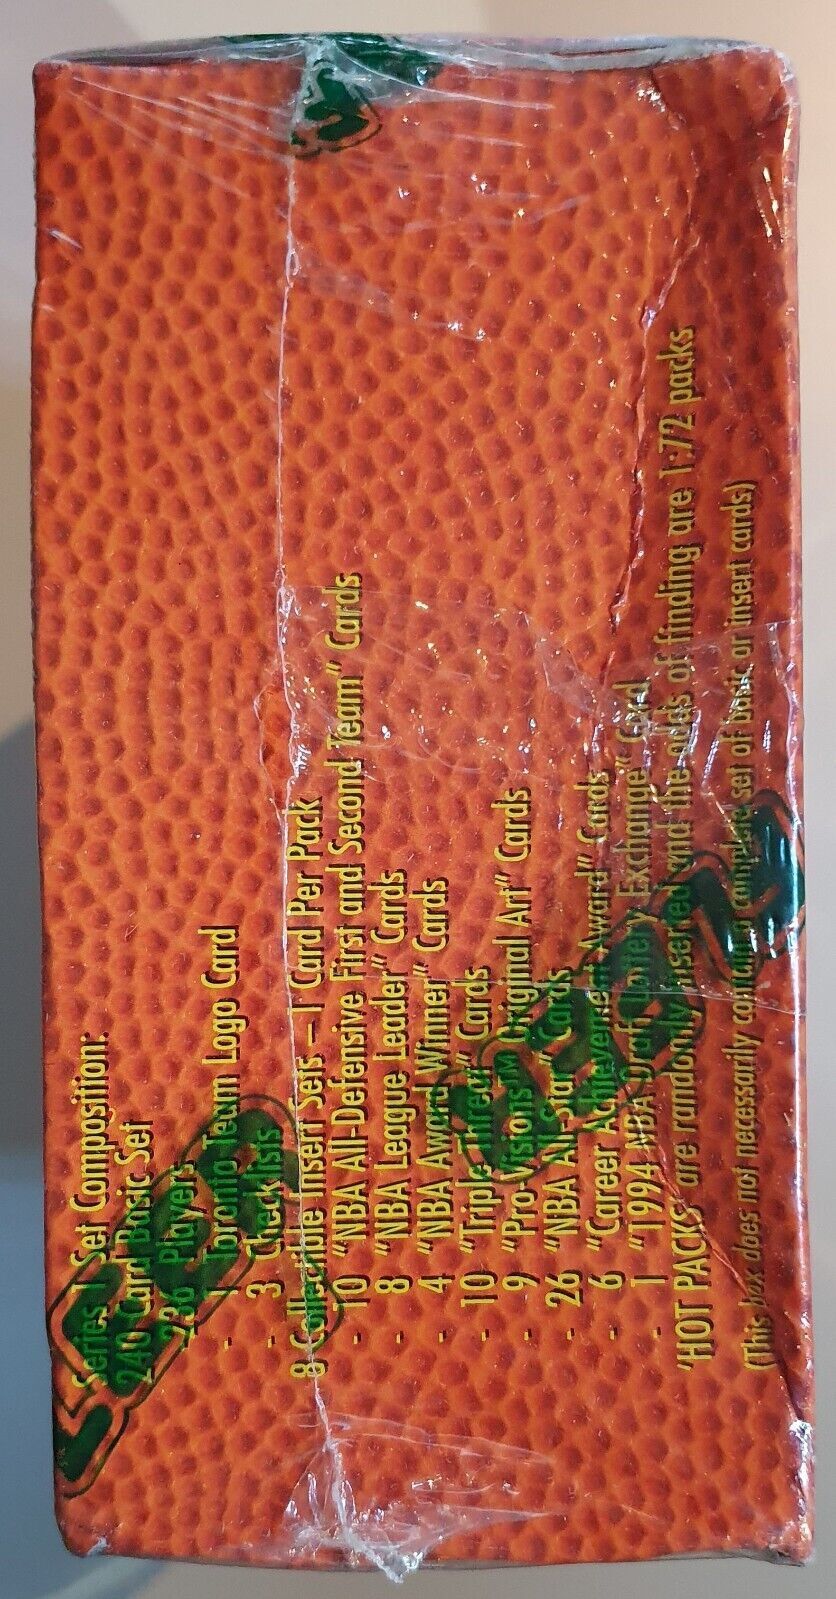 Series 1 Set Composition:
240 Card Basic Set
- 236 Players
- 1 Toronto Team Logo Card
- 3 Checklists
8 Collectible Insert Sets – 1 Card Per Pack
- 10 "NBA All-Defensive First and Second Team" Cards
- 8 "NBA League Leader" Cards
- 4 "NBA Award Winner" Cards
- 10 "Triple Threat" Cards
- 9 "Pro-Visions™ Original Art" Cards
- 26 "NBA All-Star" Cards
- 6 "Career Achievement Award" Cards
- 1 "1994 NBA Draft Lottery Exchange" Card
'HOT PACKS' are randomly inserted and the odds of finding are 1:72 packs
(This box does not necessarily contain a complete set of basic or insert cards)